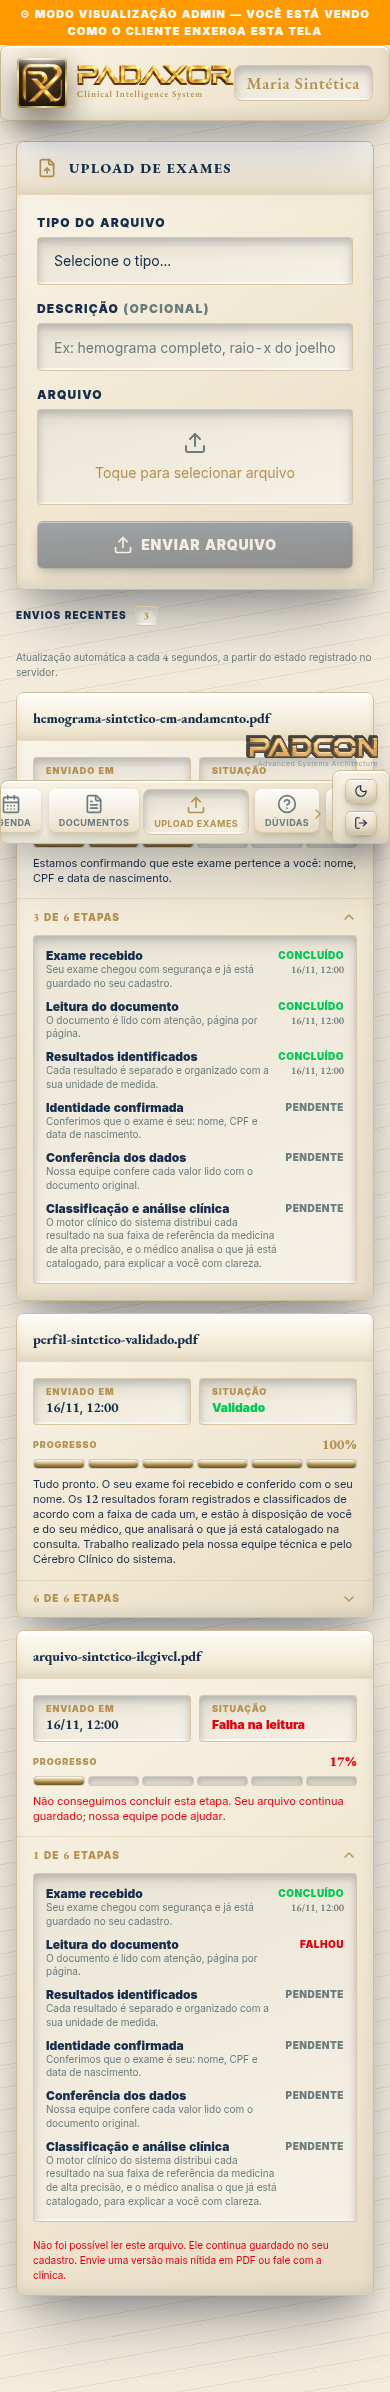 ⚙ MODO VISUALIZAÇÃO ADMIN — VOCÊ ESTÁ VENDO
COMO O CLIENTE ENXERGA ESTA TELA
PADAXOR
Clinical Intelligence System
Maria Sintética
UPLOAD DE EXAMES
TIPO DO ARQUIVO
Selecione o tipo...
DESCRIÇÃO (OPCIONAL)
Ex: hemograma completo, raio-x do joelho
ARQUIVO
Toque para selecionar arquivo
ENVIAR ARQUIVO
ENVIOS RECENTES 3
Atualização automática a cada 4 segundos, a partir do estado registrado no
servidor.
hemograma-sintetico-em-andamento.pdf
PADCON
Advanced Systems Architecture
ENVIADO EM
SITUAÇÃO
GENDA
DOCUMENTOS
UPLOAD EXAMES
DÚVIDAS
Estamos confirmando que este exame pertence a você: nome,
CPF e data de nascimento.
3 DE 6 ETAPAS
Exame recebido CONCLUÍDO
Seu exame chegou com segurança e já está 16/11, 12:00
guardado no seu cadastro.
Leitura do documento CONCLUÍDO
O documento é lido com atenção, página por 16/11, 12:00
página.
Resultados identificados CONCLUÍDO
Cada resultado é separado e organizado com a 16/11, 12:00
sua unidade de medida.
Identidade confirmada PENDENTE
Conferimos que o exame é seu: nome, CPF e
data de nascimento.
Conferência dos dados PENDENTE
Nossa equipe confere cada valor lido com o
documento original.
Classificação e análise clínica PENDENTE
O motor clínico do sistema distribui cada
resultado na sua faixa de referência da medicina
de alta precisão, e o médico analisa o que já está
catalogado, para explicar a você com clareza.
perfil-sintetico-validado.pdf
ENVIADO EM
16/11, 12:00
SITUAÇÃO
Validado
PROGRESSO 100%
Tudo pronto. O seu exame foi recebido e conferido com o seu
nome. Os 12 resultados foram registrados e classificados de
acordo com a faixa de cada um, e estão à disposição de você
e do seu médico, que analisará o que já está catalogado na
consulta. Trabalho realizado pela nossa equipe técnica e pelo
Cérebro Clínico do sistema.
6 DE 6 ETAPAS
arquivo-sintetico-ilegivel.pdf
ENVIADO EM
16/11, 12:00
SITUAÇÃO
Falha na leitura
PROGRESSO 17%
Não conseguimos concluir esta etapa. Seu arquivo continua
guardado; nossa equipe pode ajudar.
1 DE 6 ETAPAS
Exame recebido CONCLUÍDO
Seu exame chegou com segurança e já está 16/11, 12:00
guardado no seu cadastro.
Leitura do documento FALHOU
O documento é lido com atenção, página por
página.
Resultados identificados PENDENTE
Cada resultado é separado e organizado com a
sua unidade de medida.
Identidade confirmada PENDENTE
Conferimos que o exame é seu: nome, CPF e
data de nascimento.
Conferência dos dados PENDENTE
Nossa equipe confere cada valor lido com o
documento original.
Classificação e análise clínica PENDENTE
O motor clínico do sistema distribui cada
resultado na sua faixa de referência da medicina
de alta precisão, e o médico analisa o que já está
catalogado, para explicar a você com clareza.
Não foi possível ler este arquivo. Ele continua guardado no seu
cadastro. Envie uma versão mais nítida em PDF ou fale com a
clínica.